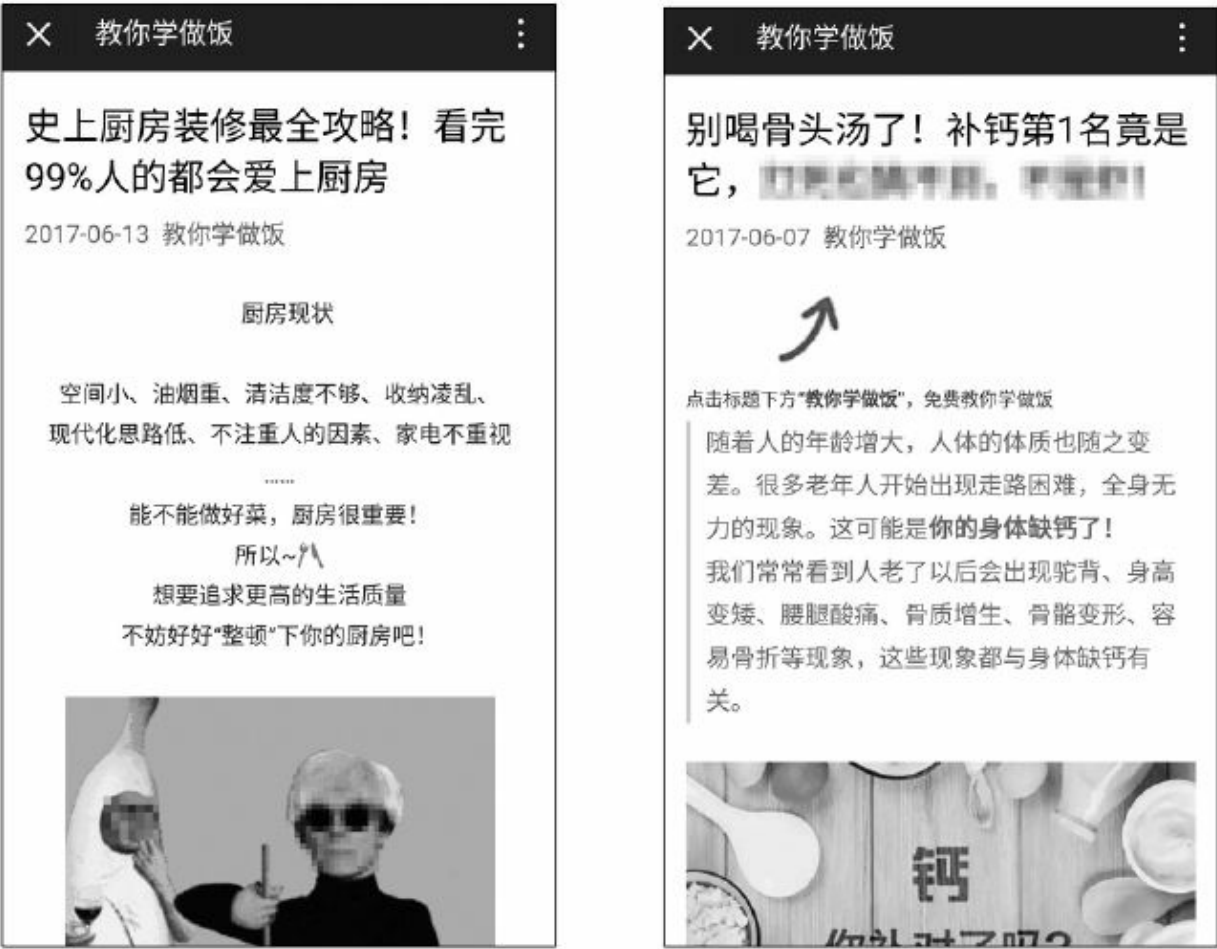 教你学做饭
史上厨房装修最全攻略！看完
99%人的都会爱上厨房
2017-06-13 教你学做饭
厨房现状
空间小、油烟重、清洁度不够、收纳凌乱、
现代化思路低、不注重人的因素、家电不重视
……
能不能做好菜，厨房很重要！
所以~
想要追求更高的生活质量
不妨好好“整顿”下你的厨房吧！
教你学做饭
别喝骨头汤了！补钙第1名竟是
它，
2017-06-07 教你学做饭
点击标题下方“教你学做饭”，免费教你学做饭
随着人的年龄增大，人体的体质也随之变
差。很多老年人开始出现走路困难，全身无
力的现象。这可能是你的身体缺钙了！
我们常常看到人老了以后会出现驼背、身高
变矮、腰腿酸痛、骨质增生、骨骼变形、容
易骨折等现象，这些现象都与身体缺钙有
关。
钙
你补对了吗?